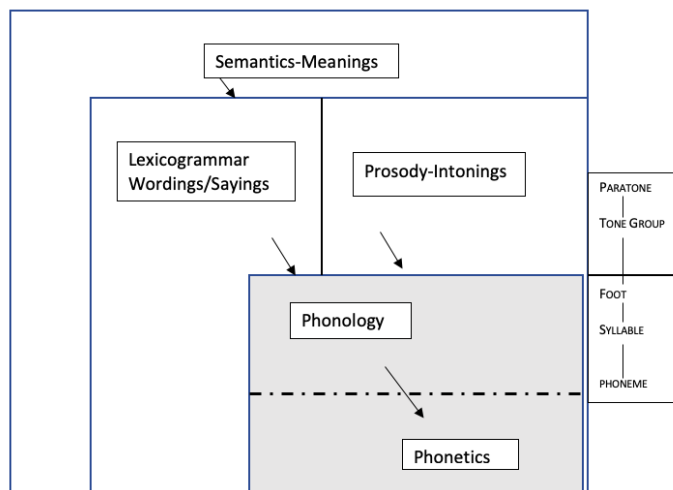 Semantics-Meanings
Lexicogrammar
Wordings/Sayings
Prosody-Intonings
PARATONE
TONE GROUP
Phonology
FOOT
SYLLABLE
PHONEME
Phonetics